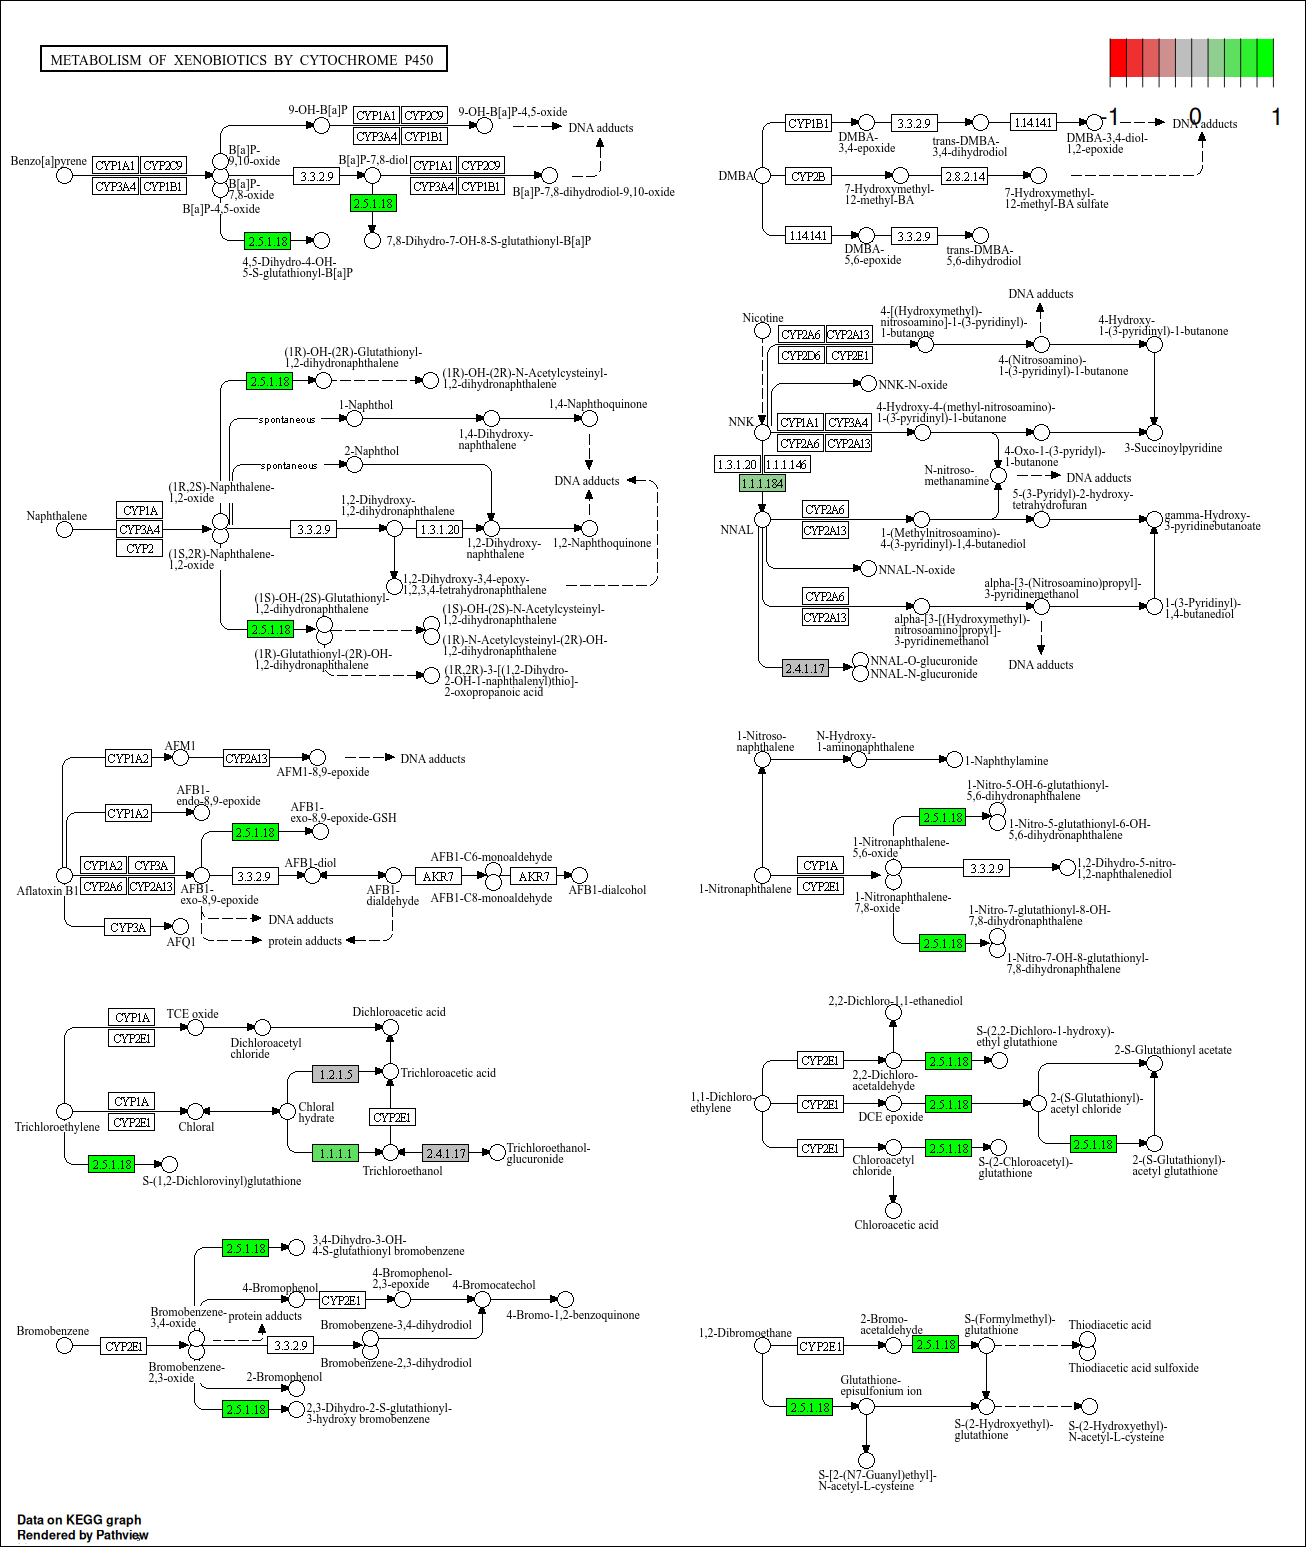 METABOLISM OF XENOBIOTICS BY CYTOCHROME P450
-1 0 1
9-OH-B[a]P
CYP1A1 CYP2C9
CYP3A4 CYP1B1
9-OH-B[a]P-4,5-oxide
DNA adducts
Benzo[a]pyrene
CYP1A1 CYP2C9
CYP3A4 CYP1B1
B[a]P-
9,10-oxide
B[a]P-
7,8-oxide
B[a]P-4,5-oxide
3.3.2.9
B[a]P-7,8-diol
CYP1A1 CYP2C9
CYP3A4 CYP1B1
B[a]P-7,8-dihydrodiol-9,10-oxide
2.5.1.18
7,8-Dihydro-7-OH-8-S-glutathionyl-B[a]P
2.5.1.18
4,5-Dihydro-4-OH-
5-S-glutathionyl-B[a]P
DMBA
CYP1B1
DMBA-
3,4-epoxide
3.3.2.9
trans-DMBA-
3,4-dihydrodiol
1.14.14.1
DMBA-3,4-diol-
1,2-epoxide
DNA adducts
CYP2B
7-Hydroxymethyl-
12-methyl-BA
2.8.2.14
7-Hydroxymethyl-
12-methyl-BA sulfate
1.14.14.1
DMBA-
5,6-epoxide
3.3.2.9
trans-DMBA-
5,6-dihydrodiol
Naphthalene
CYP1A
CYP3A4
CYP2
(1R,2S)-Naphthalene-
1,2-oxide
(1S,2R)-Naphthalene-
1,2-oxide
2.5.1.18
(1R)-OH-(2R)-Glutathionyl-
1,2-dihydronaphthalene
(1R)-OH-(2R)-N-Acetylcysteinyl-
1,2-dihydronaphthalene
spontaneous
1-Naphthol
1,4-Dihydroxy-
naphthalene
1,4-Naphthoquinone
spontaneous
2-Naphthol
DNA adducts
3.3.2.9
1,2-Dihydroxy-
1,2-dihydronaphthalene
1.3.1.20
1,2-Dihydroxy-
naphthalene
1,2-Naphthoquinone
1,2-Dihydroxy-3,4-epoxy-
1,2,3,4-tetrahydronaphthalene
2.5.1.18
(1S)-OH-(2S)-Glutathionyl-
1,2-dihydronaphthalene
(1R)-Glutathionyl-(2R)-OH-
1,2-dihydronaphthalene
(1S)-OH-(2S)-N-Acetylcysteinyl-
1,2-dihydronaphthalene
(1R)-N-Acetylcysteinyl-(2R)-OH-
1,2-dihydronaphthalene
(1R,2R)-3-[(1,2-Dihydro-
2-OH-1-naphthalenyl)thio]-
2-oxopropanoic acid
Nicotine
CYP2A6 CYP2A13
CYP2D6 CYP2E1
4-[(Hydroxymethyl)-
nitrosoamino]-1-(3-pyridinyl)-
1-butanone
DNA adducts
4-(Nitrosoamino)-
1-(3-pyridinyl)-1-butanone
4-Hydroxy-
1-(3-pyridinyl)-1-butanone
NNK-N-oxide
NNK
CYP1A1 CYP3A4
CYP2A6 CYP2A13
4-Hydroxy-4-(methyl-nitrosoamino)-
1-(3-pyridinyl)-1-butanone
4-Oxo-1-(3-pyridyl)-
1-butanone
3-Succinoylpyridine
1.3.1.20 1.1.1.146
1.1.1.184
N-nitroso-
methanamine
DNA adducts
NNAL
CYP2A6
CYP2A13
1-(Methylnitrosoamino)-
4-(3-pyridinyl)-1,4-butanediol
5-(3-Pyridyl)-2-hydroxy-
tetrahydrofuran
gamma-Hydroxy-
3-pyridinebutanoate
NNAL-N-oxide
CYP2A6
CYP2A13
alpha-[3-[(Hydroxymethyl)-
nitrosoamino]propyl]-
3-pyridinemethanol
alpha-[3-(Nitrosoamino)propyl]-
3-pyridinemethanol
1-(3-Pyridinyl)-
1,4-butanediol
DNA adducts
2.4.1.17
NNAL-O-glucuronide
NNAL-N-glucuronide
Aflatoxin B1
CYP1A2
AFM1
CYP2A13
AFM1-8,9-epoxide
DNA adducts
CYP1A2
AFB1-
endo-8,9-epoxide
2.5.1.18
AFB1-
exo-8,9-epoxide-GSH
CYP1A2 CYP3A
CYP2A6 CYP2A13
AFB1-
exo-8,9-epoxide
3.3.2.9
AFB1-diol
AFB1-
dialdehyde
AKR7
AFB1-C6-monoaldehyde
AFB1-C8-monoaldehyde
AKR7
AFB1-dialcohol
CYP3A
AFQ1
DNA adducts
protein adducts
1-Nitroso-
naphthalene
N-Hydroxy-
1-aminonaphthalene
1-Naphthylamine
1-Nitronaphthalene
CYP1A
CYP2E1
1-Nitronaphthalene-
5,6-oxide
1-Nitronaphthalene-
7,8-oxide
2.5.1.18
1-Nitro-5-OH-6-glutathionyl-
5,6-dihydronaphthalene
1-Nitro-5-glutathionyl-6-OH-
5,6-dihydronaphthalene
3.3.2.9
1,2-Dihydro-5-nitro-
1,2-naphthalenediol
2.5.1.18
1-Nitro-7-glutathionyl-8-OH-
7,8-dihydronaphthalene
1-Nitro-7-OH-8-glutathionyl-
7,8-dihydronaphthalene
Trichloroethylene
CYP1A
CYP2E1
TCE oxide
Dichloroacetyl
chloride
Dichloroacetic acid
1.2.1.5
Trichloroacetic acid
CYP1A
CYP2E1
Chloral
Chloral
hydrate
CYP2E1
1.1.1.1
Trichloroethanol
2.4.1.17
Trichloroethanol-
glucuronide
2.5.1.18
S-(1,2-Dichlorovinyl)glutathione
1,1-Dichloro-
ethylene
2,2-Dichloro-1,1-ethanediol
CYP2E1
2,2-Dichloro-
acetaldehyde
2.5.1.18
S-(2,2-Dichloro-1-hydroxy)-
ethyl glutathione
CYP2E1
DCE epoxide
2.5.1.18
2-(S-Glutathionyl)-
acetyl chloride
2-S-Glutathionyl acetate
CYP2E1
Chloroacetyl
chloride
2.5.1.18
S-(2-Chloroacetyl)-
glutathione
2.5.1.18
2-(S-Glutathionyl)-
acetyl glutathione
Chloroacetic acid
Bromobenzene
CYP2E1
Bromobenzene-
3,4-oxide
Bromobenzene-
2,3-oxide
2.5.1.18
3,4-Dihydro-3-OH-
4-S-glutathionyl bromobenzene
4-Bromophenol
CYP2E1
4-Bromophenol-
2,3-epoxide
4-Bromocatechol
4-Bromo-1,2-benzoquinone
protein adducts
3.3.2.9
Bromobenzene-3,4-dihydrodiol
Bromobenzene-2,3-dihydrodiol
2-Bromophenol
2.5.1.18
2,3-Dihydro-2-S-glutathionyl-
3-hydroxy bromobenzene
1,2-Dibromoethane
CYP2E1
2-Bromo-
acetaldehyde
2.5.1.18
S-(Formylmethyl)-
glutathione
Thiodiacetic acid
Thiodiacetic acid sulfoxide
2.5.1.18
Glutathione-
episulfonium ion
S-(2-Hydroxyethyl)-
glutathione
S-(2-Hydroxyethyl)-
N-acetyl-L-cysteine
S-[2-(N7-Guanyl)ethyl]-
N-acetyl-L-cysteine
Data on KEGG graph
Rendered by Pathview